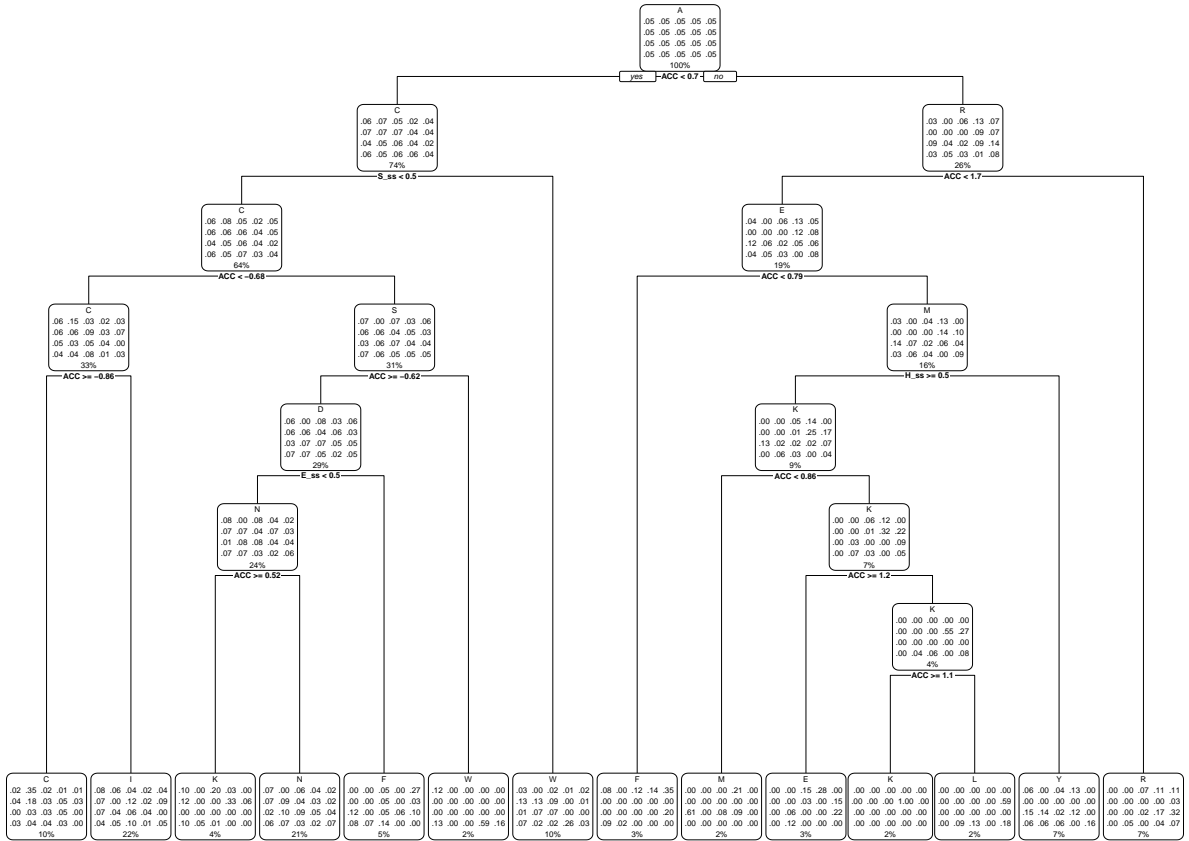 A
.05 .05 .05 .05 .05
.05 .05 .05 .05 .05
.05 .05 .05 .05 .05
.05 .05 .05 .05 .05
100%
yes ACC < 0.7 no
C
.06 .07 .05 .02 .04
.07 .07 .07 .04 .04
.04 .05 .06 .04 .02
.06 .05 .06 .06 .04
74%
S_ss < 0.5
R
.03 .00 .06 .13 .07
.00 .00 .00 .09 .07
.09 .04 .02 .09 .14
.03 .05 .03 .01 .08
26%
ACC < 1.7
C
.06 .08 .05 .02 .05
.06 .06 .06 .04 .05
.04 .05 .06 .04 .02
.06 .05 .07 .03 .04
64%
ACC < −0.68
E
.04 .00 .06 .13 .05
.00 .00 .00 .12 .08
.12 .06 .02 .05 .06
.04 .05 .03 .00 .08
19%
ACC < 0.79
C
.06 .15 .03 .02 .03
.06 .06 .09 .03 .07
.05 .03 .05 .04 .00
.04 .04 .08 .01 .03
33%
ACC >= −0.86
S
.07 .00 .07 .03 .06
.06 .06 .04 .05 .03
.03 .06 .07 .04 .04
.07 .06 .05 .05 .05
31%
ACC >= −0.62
M
.03 .00 .04 .13 .00
.00 .00 .00 .14 .10
.14 .07 .02 .06 .04
.03 .06 .04 .00 .09
16%
H_ss >= 0.5
D
.06 .00 .08 .03 .06
.06 .06 .04 .06 .03
.03 .07 .07 .05 .05
.07 .07 .05 .02 .05
29%
E_ss < 0.5
K
.00 .00 .05 .14 .00
.00 .00 .01 .25 .17
.13 .02 .02 .02 .07
.00 .06 .03 .00 .04
9%
ACC < 0.86
N
.08 .00 .08 .04 .02
.07 .07 .04 .07 .03
.01 .08 .08 .04 .04
.07 .07 .03 .02 .06
24%
ACC >= 0.52
K
.00 .00 .06 .12 .00
.00 .00 .01 .32 .22
.00 .03 .00 .00 .09
.00 .07 .03 .00 .05
7%
ACC >= 1.2
K
.00 .00 .00 .00 .00
.00 .00 .00 .55 .27
.00 .00 .00 .00 .00
.00 .04 .06 .00 .08
4%
ACC >= 1.1
C
.02 .35 .02 .01 .01
.04 .18 .03 .05 .03
.00 .03 .03 .05 .00
.03 .04 .04 .03 .00
10%
I
.08 .06 .04 .02 .04
.07 .00 .12 .02 .09
.07 .04 .06 .04 .00
.04 .05 .10 .01 .05
22%
K
.10 .00 .20 .03 .00
.12 .00 .00 .33 .06
.00 .00 .00 .00 .00
.10 .05 .01 .00 .00
4%
N
.07 .00 .06 .04 .02
.07 .09 .04 .03 .02
.02 .10 .09 .05 .04
.06 .07 .03 .02 .07
21%
F
.00 .00 .05 .00 .27
.00 .00 .04 .00 .00
.12 .00 .05 .06 .10
.08 .07 .14 .00 .00
5%
W
.12 .00 .00 .00 .00
.00 .00 .00 .00 .00
.00 .00 .00 .00 .00
.13 .00 .00 .59 .16
2%
W
.03 .00 .02 .01 .02
.13 .13 .09 .00 .01
.01 .07 .07 .00 .00
.07 .02 .02 .26 .03
10%
F
.08 .00 .12 .14 .35
.00 .00 .00 .00 .00
.00 .00 .00 .00 .20
.09 .02 .00 .00 .00
3%
M
.00 .00 .00 .21 .00
.00 .00 .00 .00 .00
.61 .00 .08 .09 .00
.00 .00 .00 .00 .00
2%
E
.00 .00 .15 .28 .00
.00 .00 .03 .00 .15
.00 .06 .00 .00 .22
.00 .12 .00 .00 .00
3%
K
.00 .00 .00 .00 .00
.00 .00 .00 1.00 .00
.00 .00 .00 .00 .00
.00 .00 .00 .00 .00
2%
L
.00 .00 .00 .00 .00
.00 .00 .00 .00 .59
.00 .00 .00 .00 .00
.00 .09 .13 .00 .18
2%
Y
.06 .00 .04 .13 .00
.00 .00 .00 .00 .00
.15 .14 .02 .12 .00
.06 .06 .06 .00 .16
7%
R
.00 .00 .07 .11 .11
.00 .00 .00 .00 .00
.00 .00 .02 .17 .32
.00 .05 .00 .04 .07
7%